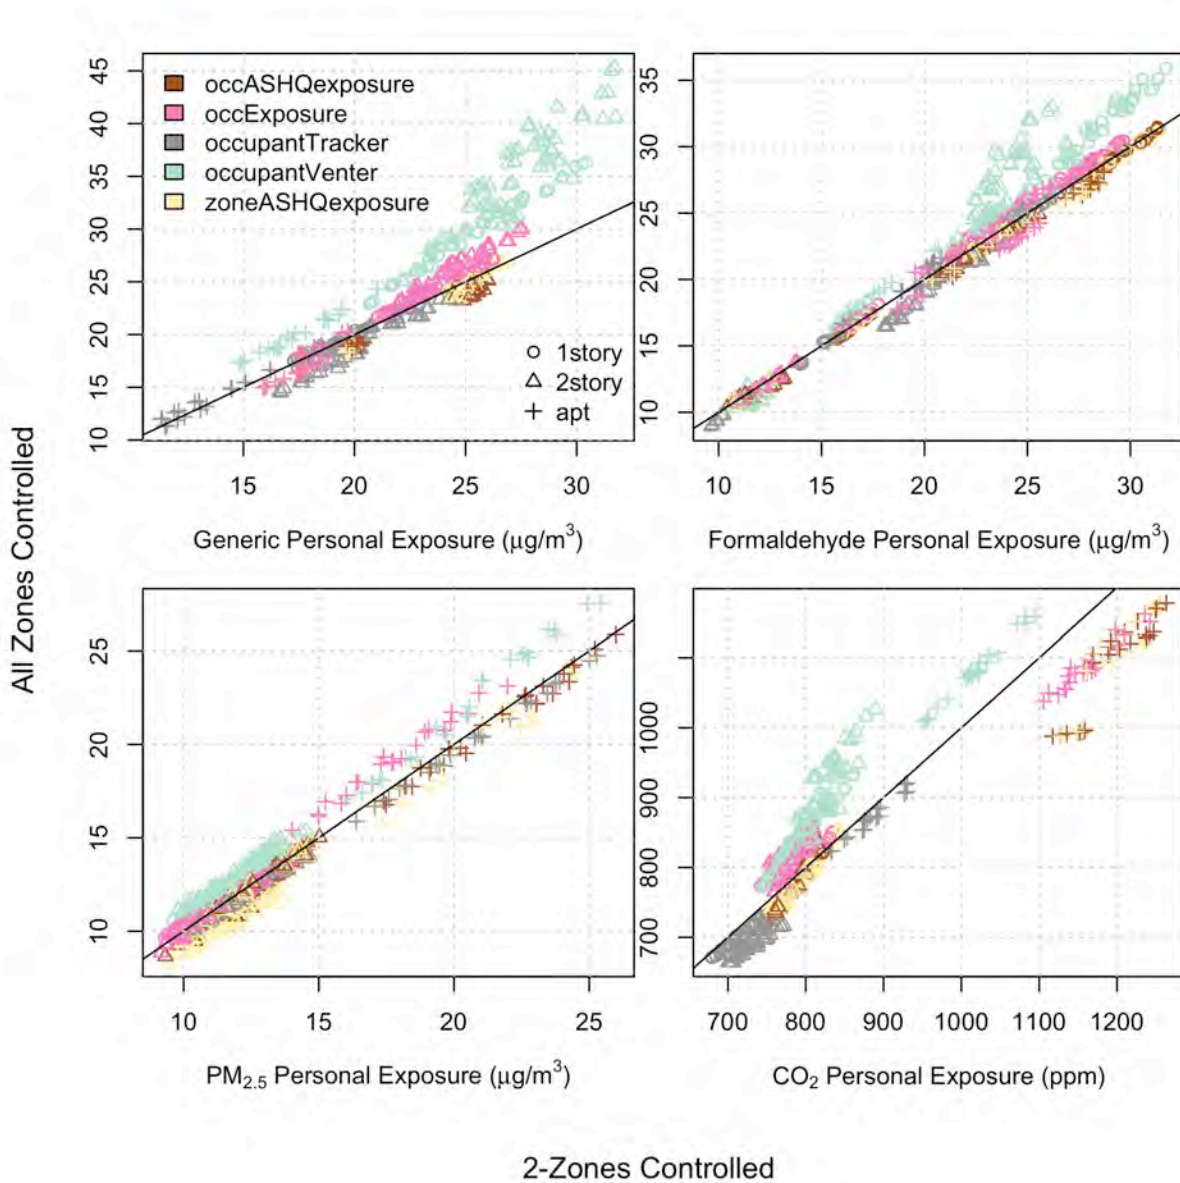 45
40
35
30
25
20
15
10
occASHQexposure
occExposure
occupantTracker
occupantVenter
zoneASHQexposure
1story
2story
apt
15 20 25 30
Generic Personal Exposure (μg/m³)
35
30
25
20
15
10
10 15 20 25 30
Formaldehyde Personal Exposure (μg/m³)
All Zones Controlled
25
20
15
10
10 15 20 25
PM₂.₅ Personal Exposure (μg/m³)
1000
900
800
700
700 800 900 1000 1100 1200
CO₂ Personal Exposure (ppm)
2-Zones Controlled